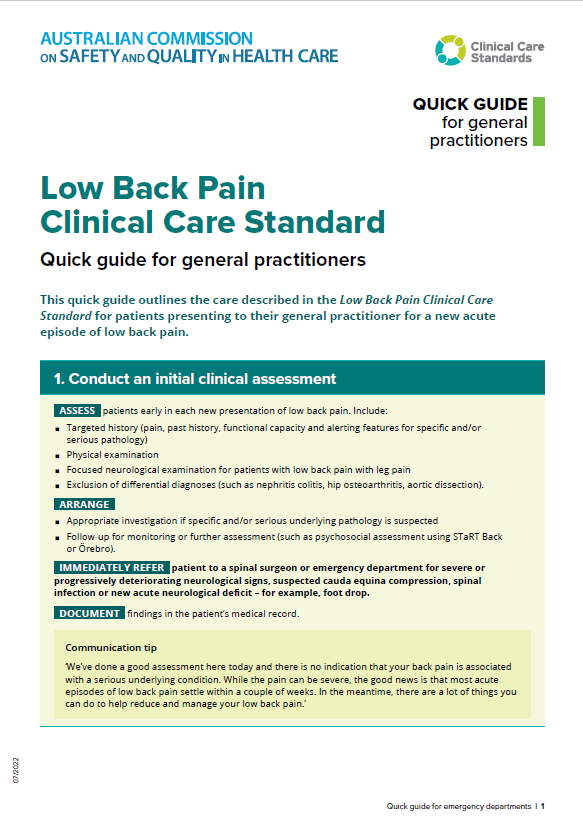 AUSTRALIAN COMMISSION
ON SAFETY AND QUALITY IN HEALTH CARE
Clinical Care
Standards
QUICK GUIDE
for general
practitioners
Low Back Pain
Clinical Care Standard
Quick guide for general practitioners
This quick guide outlines the care described in the Low Back Pain Clinical Care
Standard for patients presenting to their general practitioner for a new acute
episode of low back pain.
1. Conduct an initial clinical assessment
ASSESS patients early in each new presentation of low back pain. Include:
▪ Targeted history (pain, past history, functional capacity and alerting features for specific and/or
serious pathology)
▪ Physical examination
▪ Focused neurological examination for patients with low back pain with leg pain
▪ Exclusion of differential diagnoses (such as nephritis colitis, hip osteoarthritis, aortic dissection).
ARRANGE
▪ Appropriate investigation if specific and/or serious underlying pathology is suspected
▪ Follow-up for monitoring or further assessment (such as psychosocial assessment using STaRT Back
or Örebro).
IMMEDIATELY REFER patient to a spinal surgeon or emergency department for severe or
progressively deteriorating neurological signs, suspected cauda equina compression, spinal
infection or new acute neurological deficit – for example, foot drop.
DOCUMENT findings in the patient's medical record.
Communication tip
'We've done a good assessment here today and there is no indication that your back pain is associated
with a serious underlying condition. While the pain can be severe, the good news is that most acute
episodes of low back pain settle within a couple of weeks. In the meantime, there are a lot of things you
can do to help reduce and manage your low back pain.'
07/2022
Quick guide for emergency departments | 1